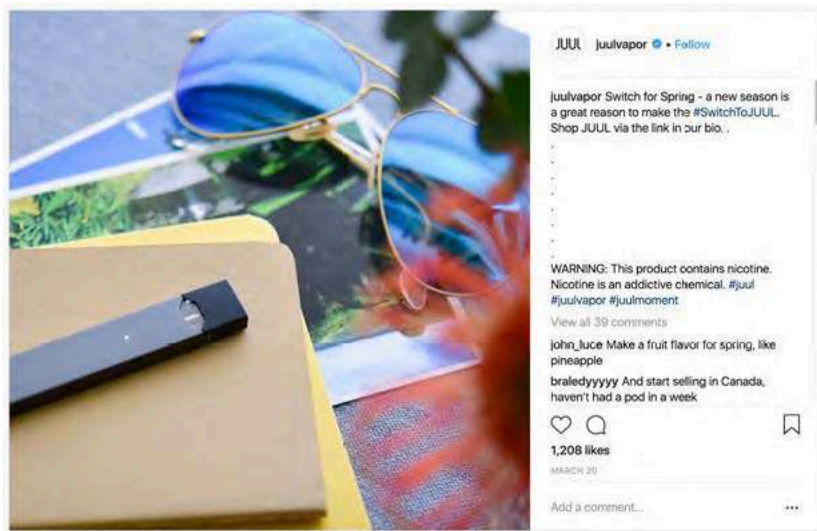 JUUL juulvapor • Follow
juulvapor Switch for Spring - a new season is
a great reason to make the #SwitchToJUUL.
Shop JUUL via the link in our bio. .
.
.
.
.
.
.
.
WARNING: This product contains nicotine.
Nicotine is an addictive chemical. #juul
#juulvapor #juulmoment
View all 39 comments
john_luce Make a fruit flavor for spring, like
pineapple
braledyyyyy And start selling in Canada,
haven't had a pod in a week
1,208 likes
MARCH 20
Add a comment...